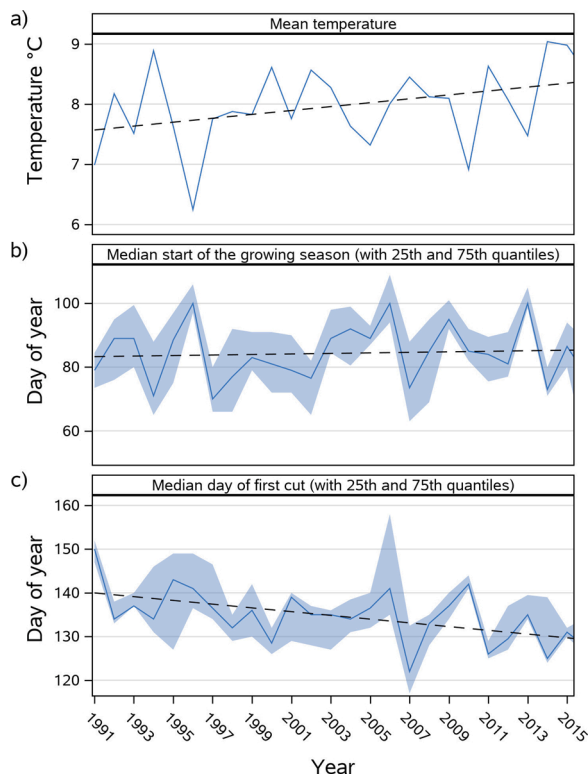 a)
Mean temperature
Temperature °C
9
8
7
6
b)
Median start of the growing season (with 25th and 75th quantiles)
Day of year
100
80
60
c)
Median day of first cut (with 25th and 75th quantiles)
Day of year
160
150
140
130
120
1991 1993 1995 1997 1999 2001 2003 2005 2007 2009 2011 2013 2015
Year